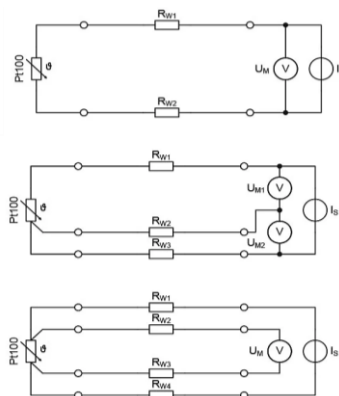 RW1
Pt100
ϑ
UM
V
I
RW2
RW1
Pt100
ϑ
UM1
V
RW2
IS
UM2
V
RW3
RW1
RW2
Pt100
ϑ
UM
V
IS
RW3
RW4